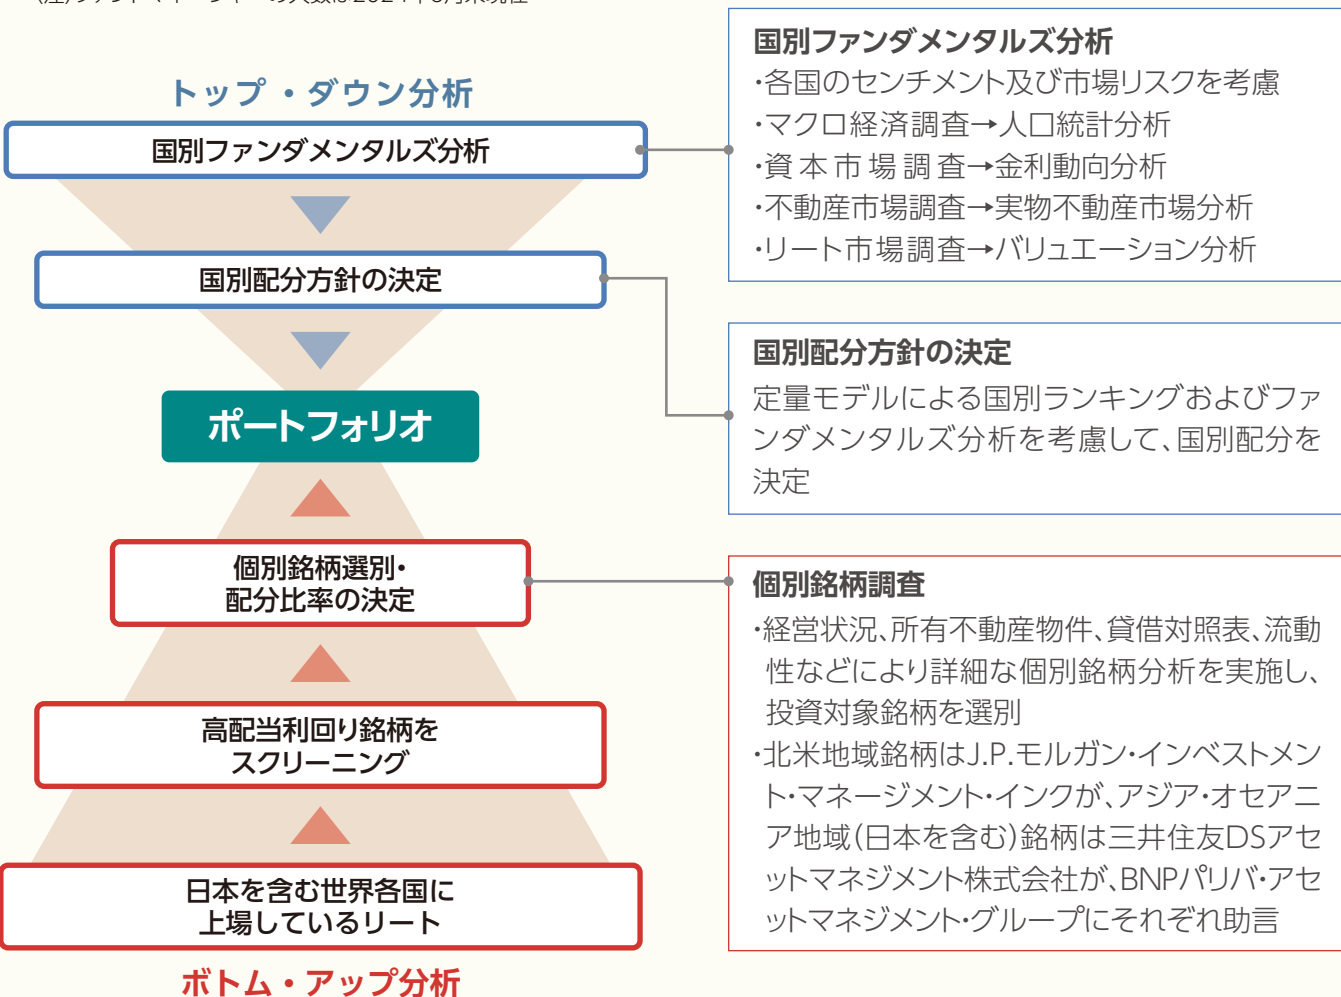 トップ・ダウン分析
国別ファンダメンタルズ分析
国別配分方針の決定
ポートフォリオ
個別銘柄選別・
配分比率の決定
高配当利回り銘柄を
スクリーニング
日本を含む世界各国に
上場しているリート
ボトム・アップ分析
国別ファンダメンタルズ分析
・各国のセンチメント及び市場リスクを考慮
・マクロ経済調査→人口統計分析
・資本市場調査→金利動向分析
・不動産市場調査→実物不動産市場分析
・リート市場調査→バリュエーション分析
国別配分方針の決定
定量モデルによる国別ランキングおよびファ
ンダメンタルズ分析を考慮して、国別配分を
決定
個別銘柄調査
・経営状況、所有不動産物件、貸借対照表、流動
性などにより詳細な個別銘柄分析を実施し、
投資対象銘柄を選別
・北米地域銘柄はJ.P.モルガン・インベストメン
ト・マネージメント・インクが、アジア・オセアニ
ア地域(日本を含む)銘柄は三井住友DSアセ
ットマネジメント株式会社が、BNPパリバ・アセ
ットマネジメント・グループにそれぞれ助言